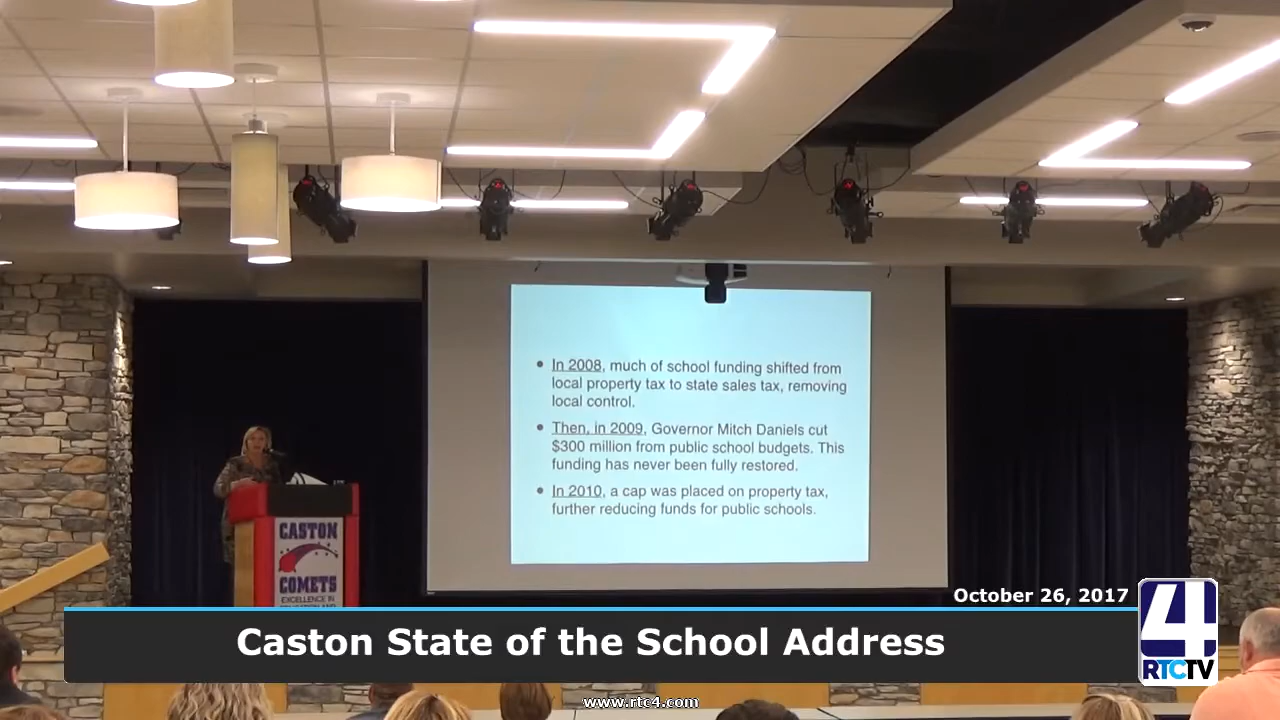 • In 2008, much of school funding shifted from
local property tax to state sales tax, removing
local control.
• Then, in 2009, Governor Mitch Daniels cut
$300 million from public school budgets. This
funding has never been fully restored.
• In 2010, a cap was placed on property tax,
further reducing funds for public schools.
CASTON
COMETS
EXCELLENCE IN
October 26, 2017
Caston State of the School Address
4
RTCTV
www.rtc4.com